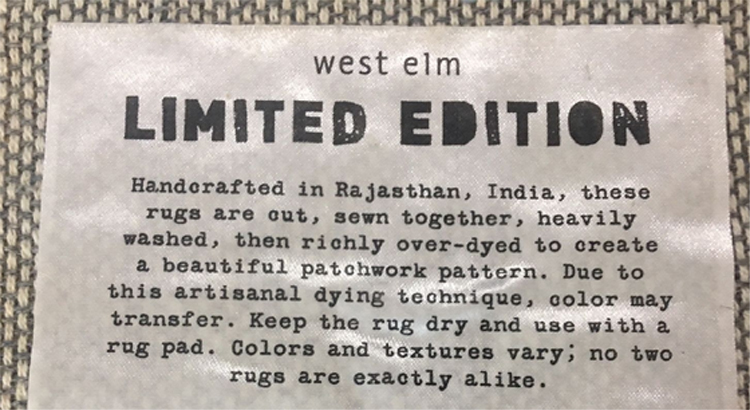 west elm
LIMITED EDITION
Handcrafted in Rajasthan, India, these
rugs are cut, sewn together, heavily
washed, then richly over-dyed to create
a beautiful patchwork pattern. Due to
this artisanal dying technique, color may
transfer. Keep the rug dry and use with a
rug pad. Colors and textures vary; no two
rugs are exactly alike.